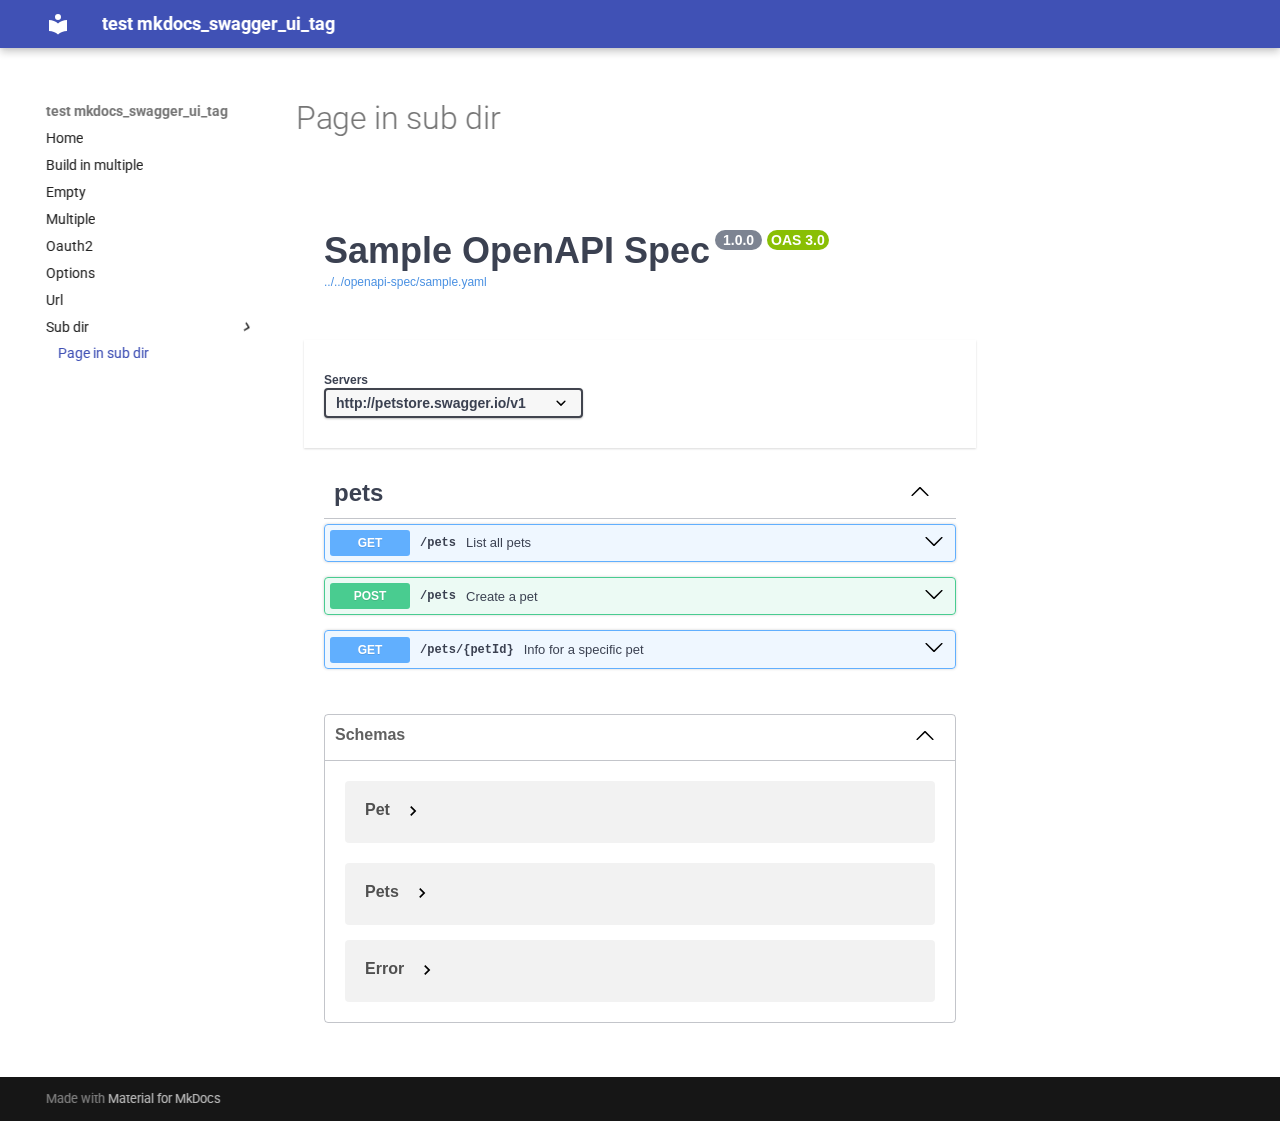 test mkdocs_swagger_ui_tag
test mkdocs_swagger_ui_tag
Home
Build in multiple
Empty
Multiple
Oauth2
Options
Url
Sub dir
Page in sub dir
Page in sub dir
Sample OpenAPI Spec 1.0.0 OAS 3.0
../../openapi-spec/sample.yaml
Servers
http://petstore.swagger.io/v1
pets
GET /pets List all pets
POST /pets Create a pet
GET /pets/{petId} Info for a specific pet
Schemas
Pet
Pets
Error
Made with Material for MkDocs